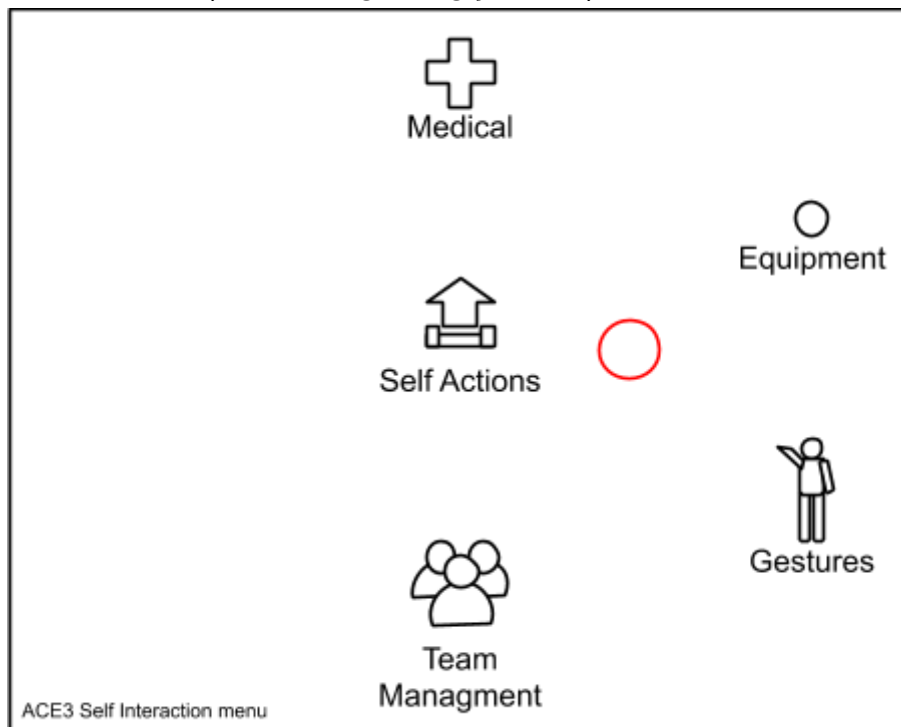 Medical
Equipment
Self Actions
Gestures
Team
Managment
ACE3 Self Interaction menu